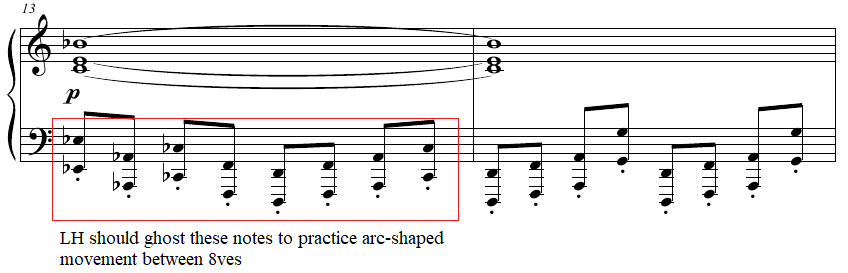 13
p
LH should ghost these notes to practice arc-shaped
movement between 8ves